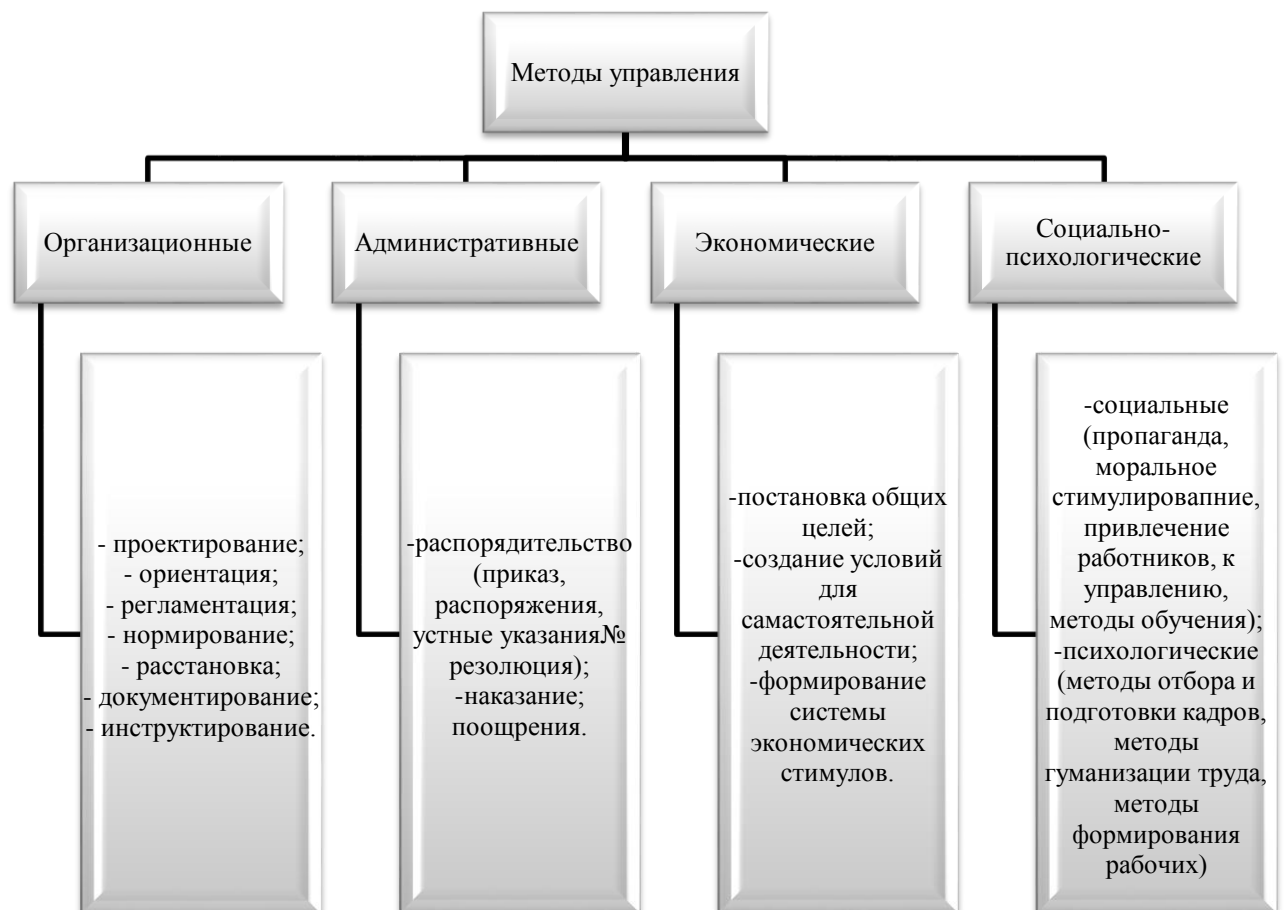 Методы управления
Организационные
Административные
Экономические
Социально-
психологические
- проектирование;
- ориентация;
- регламентация;
- нормирование;
- расстановка;
- документирование;
- инструктирование.
-распорядительство
(приказ,
распоряжения,
устные указания№
резолюция);
-наказание;
поощрения.
-постановка общих
целей;
-создание условий
для
самастоятельной
деятельности;
-формирование
системы
экономических
стимулов.
-социальные
(пропаганда,
моральное
стимулировапние,
привлечение
работников, к
управлению,
методы обучения);
-психологические
(методы отбора и
подготовки кадров,
методы
гуманизации труда,
методы
формирования
рабочих)